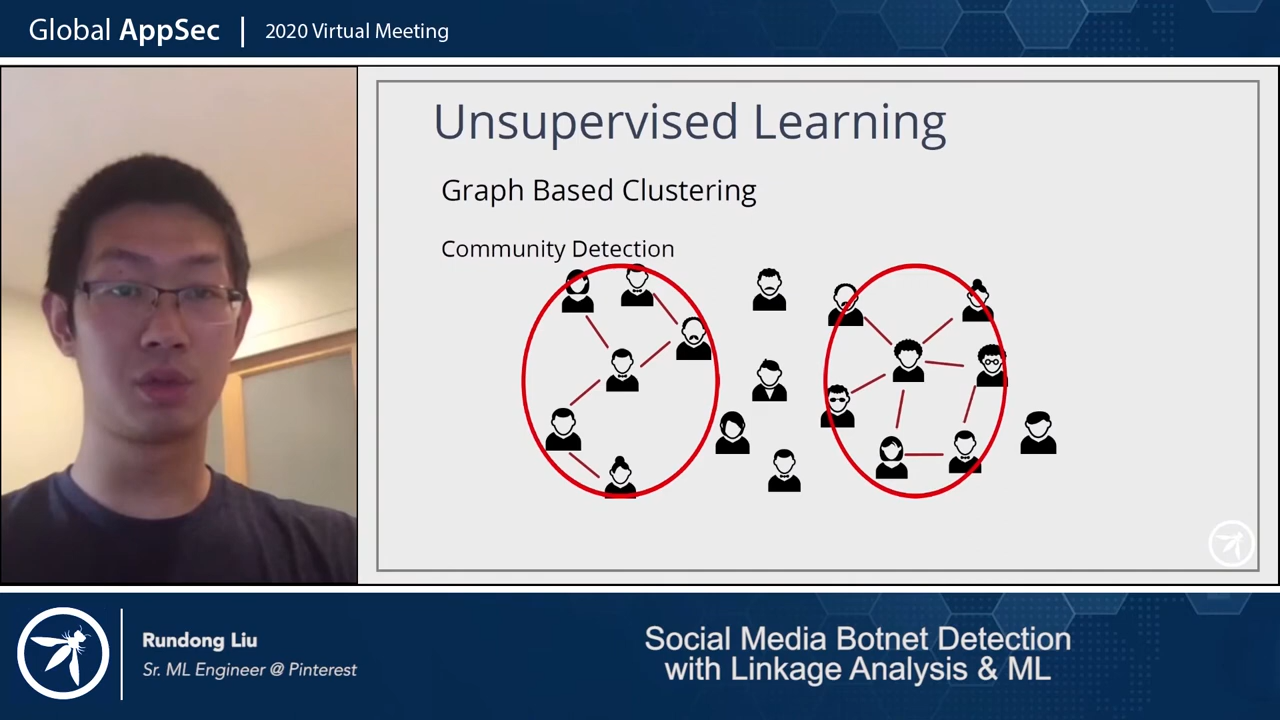 Global AppSec | 2020 Virtual Meeting
Unsupervised Learning
Graph Based Clustering
Community Detection
Rundong Liu
Sr. ML Engineer @ Pinterest
Social Media Botnet Detection
with Linkage Analysis & ML